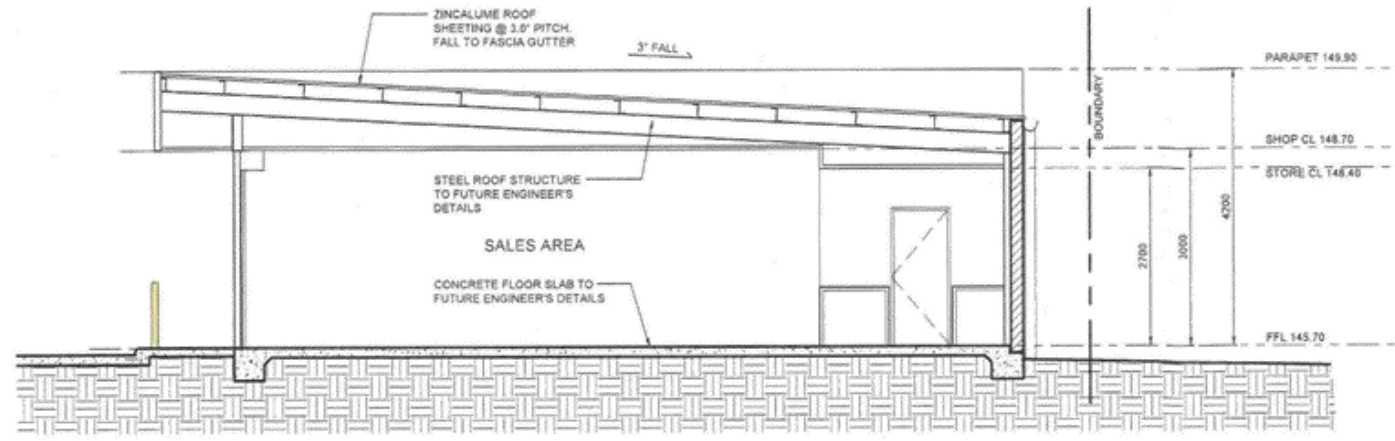 ZINCALUME ROOF
SHEETING @ 3.0° PITCH.
FALL TO FASCIA GUTTER
3° FALL
PARAPET 149.90
BOUNDARY
SHOP CL 148.70
STORE CL 148.40
STEEL ROOF STRUCTURE
TO FUTURE ENGINEER'S
DETAILS
4200
SALES AREA
2700
3000
CONCRETE FLOOR SLAB TO
FUTURE ENGINEER'S DETAILS
FFL 145.70